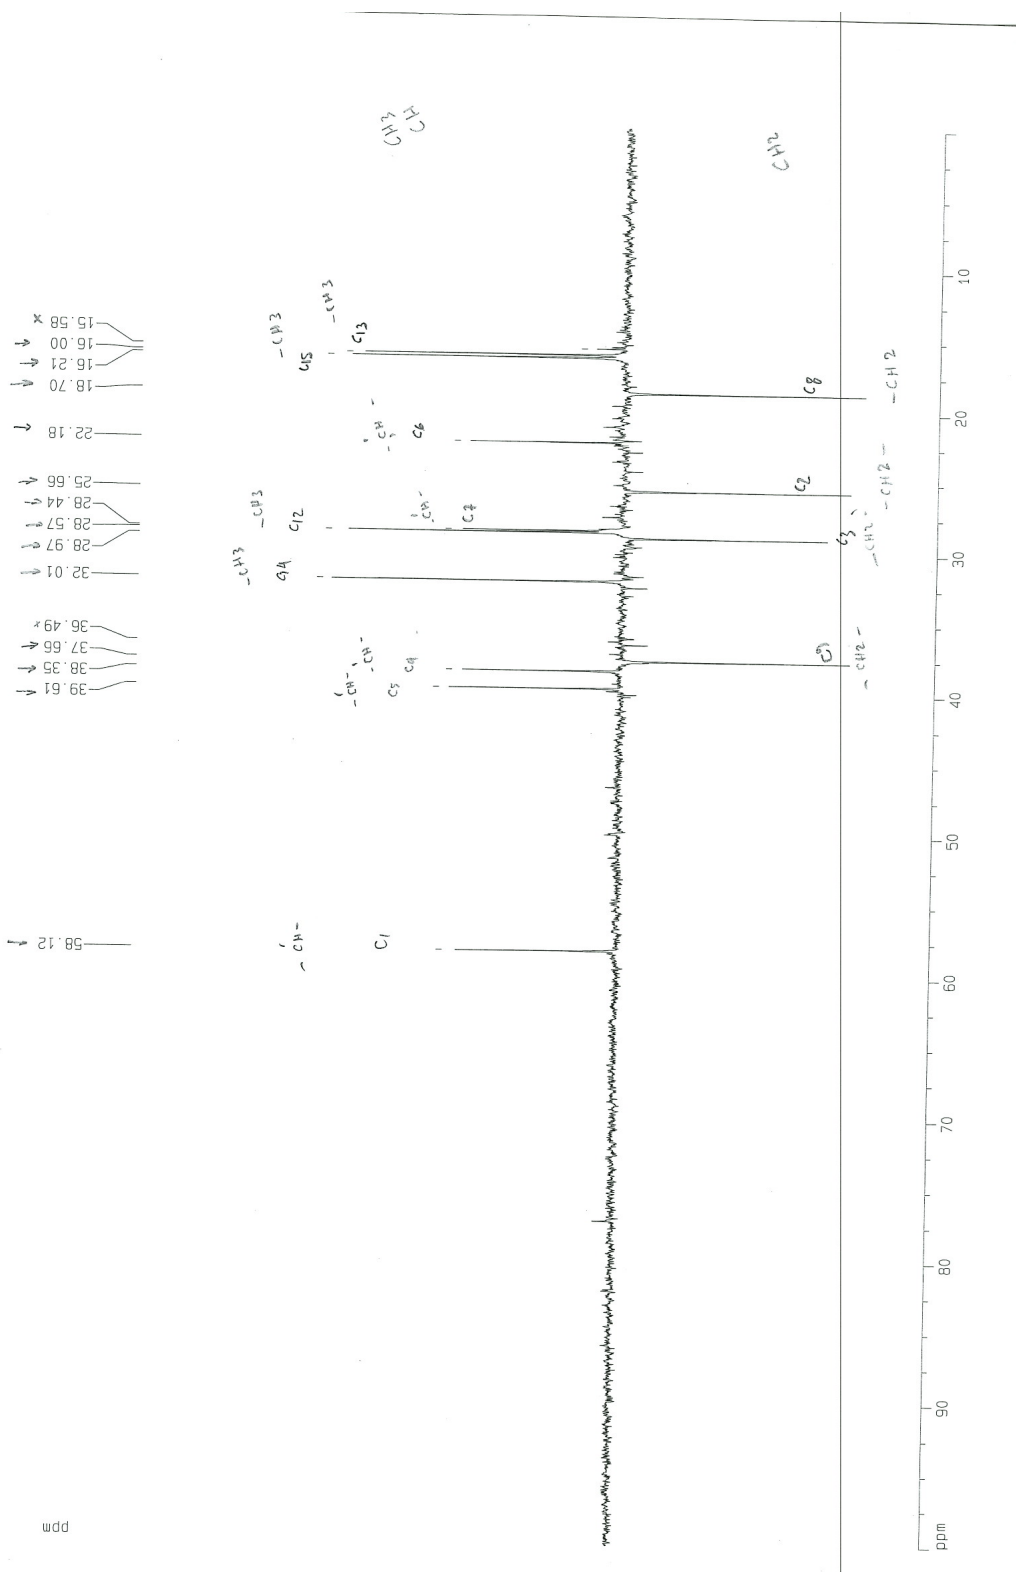 CH3
CH
CH2
15.58 x
16.00
16.21
18.70
22.18
25.66
28.44
28.57
28.97
32.01
36.49 x
37.66
38.35
39.61
58.12
ppm
-CH3
C13
-CH3
C15
C8
-CH2
-CH-
C6
C2
-CH2-
-CH3
C12
-CH-
C7
C3
-CH2-
-CH3
-CH2-
-CH-
C4
-CH-
C5
-CH-
C1
10
20
30
40
50
60
70
80
90
ppm